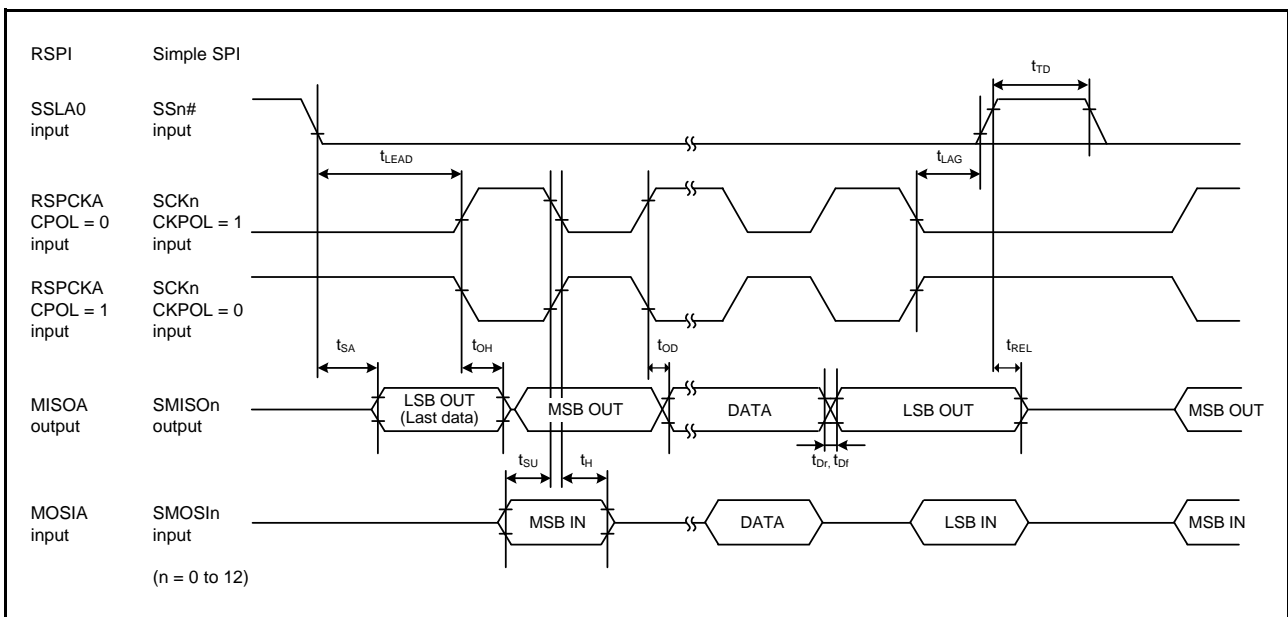 RSPI Simple SPI
tTD
SSLA0 SSn#
input input
tLEAD tLAG
RSPCKA SCKn
CPOL = 0 CKPOL = 1
input input
RSPCKA SCKn
CPOL = 1 CKPOL = 0
input input
tSA tOH tOD tREL
MISOA SMISOn
output output
LSB OUT
(Last data)
MSB OUT DATA LSB OUT MSB OUT
tSU tH tDr, tDf
MOSIA SMOSIn
input input
MSB IN DATA LSB IN MSB IN
(n = 0 to 12)